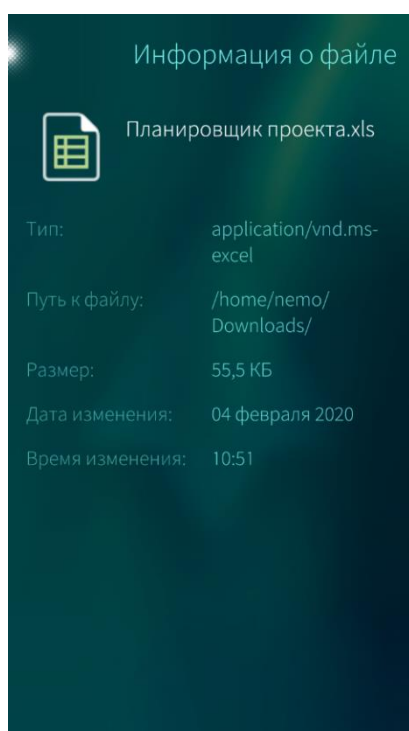 Информация о файле
Планировщик проекта.xls
Тип: application/vnd.ms-
excel
Путь к файлу: /home/nemo/
Downloads/
Размер: 55,5 КБ
Дата изменения: 04 февраля 2020
Время изменения: 10:51